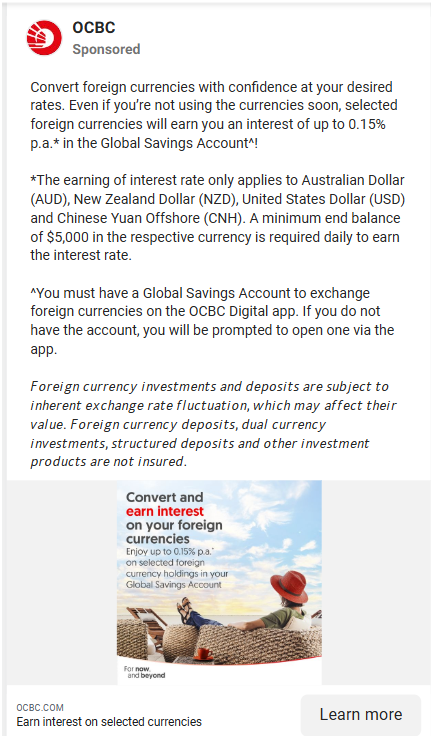 OCBC
Sponsored
Convert foreign currencies with confidence at your desired
rates. Even if you’re not using the currencies soon, selected
foreign currencies will earn you an interest of up to 0.15%
p.a.* in the Global Savings Account^!
*The earning of interest rate only applies to Australian Dollar
(AUD), New Zealand Dollar (NZD), United States Dollar (USD)
and Chinese Yuan Offshore (CNH). A minimum end balance
of $5,000 in the respective currency is required daily to earn
the interest rate.
^You must have a Global Savings Account to exchange
foreign currencies on the OCBC Digital app. If you do not
have the account, you will be prompted to open one via the
app.
Foreign currency investments and deposits are subject to
inherent exchange rate fluctuation, which may affect their
value. Foreign currency deposits, dual currency
investments, structured deposits and other investment
products are not insured.
Convert and
earn interest
on your foreign
currencies
Enjoy up to 0.15% p.a.*
on selected foreign
currency holdings in your
Global Savings Account
For now,
and beyond
OCBC.COM
Earn interest on selected currencies
Learn more